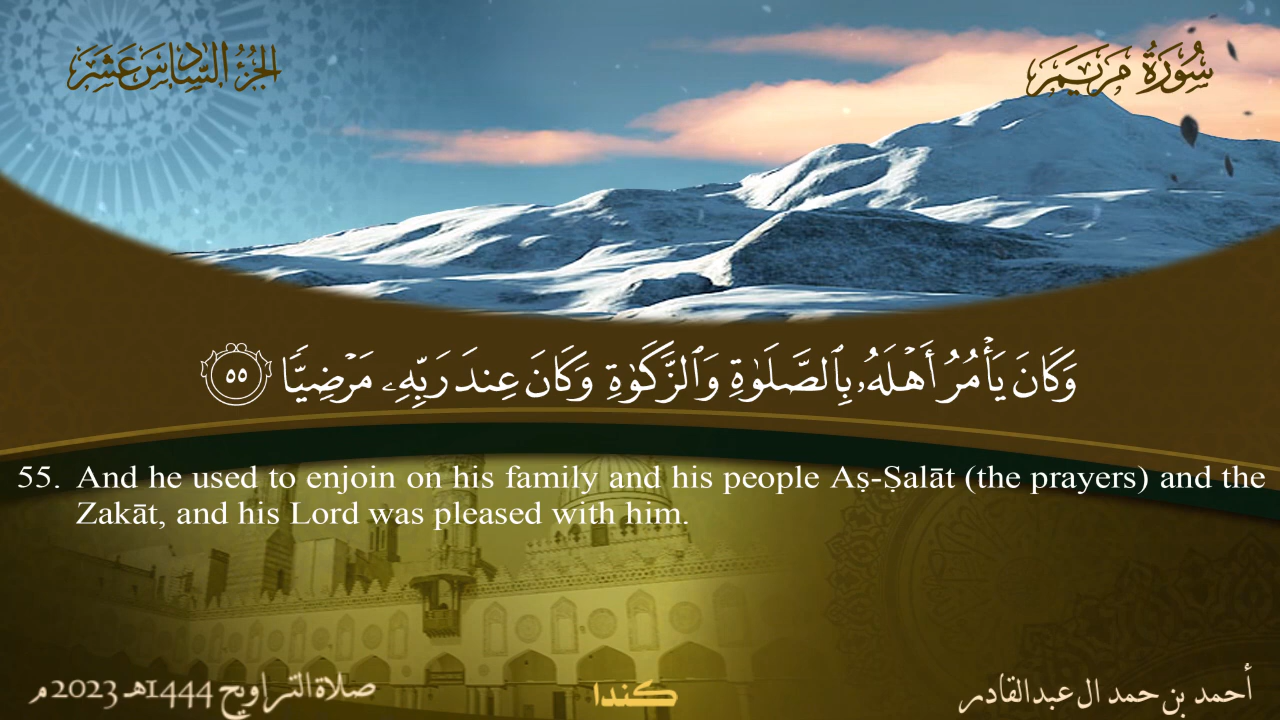 الجزء السادس عشر
سورة مريم
وَكَانَ يَأْمُرُ أَهْلَهُۥ بِٱلصَّلَوٰةِ وَٱلزَّكَوٰةِ وَكَانَ عِندَ رَبِّهِۦ مَرْضِيًّا ٥٥
55. And he used to enjoin on his family and his people Aṣ-Ṣalāt (the prayers) and the
Zakāt, and his Lord was pleased with him.
صلاة التراويح 1444هـ 2023م
كندا
أحمد بن حمد ال عبدالقادر